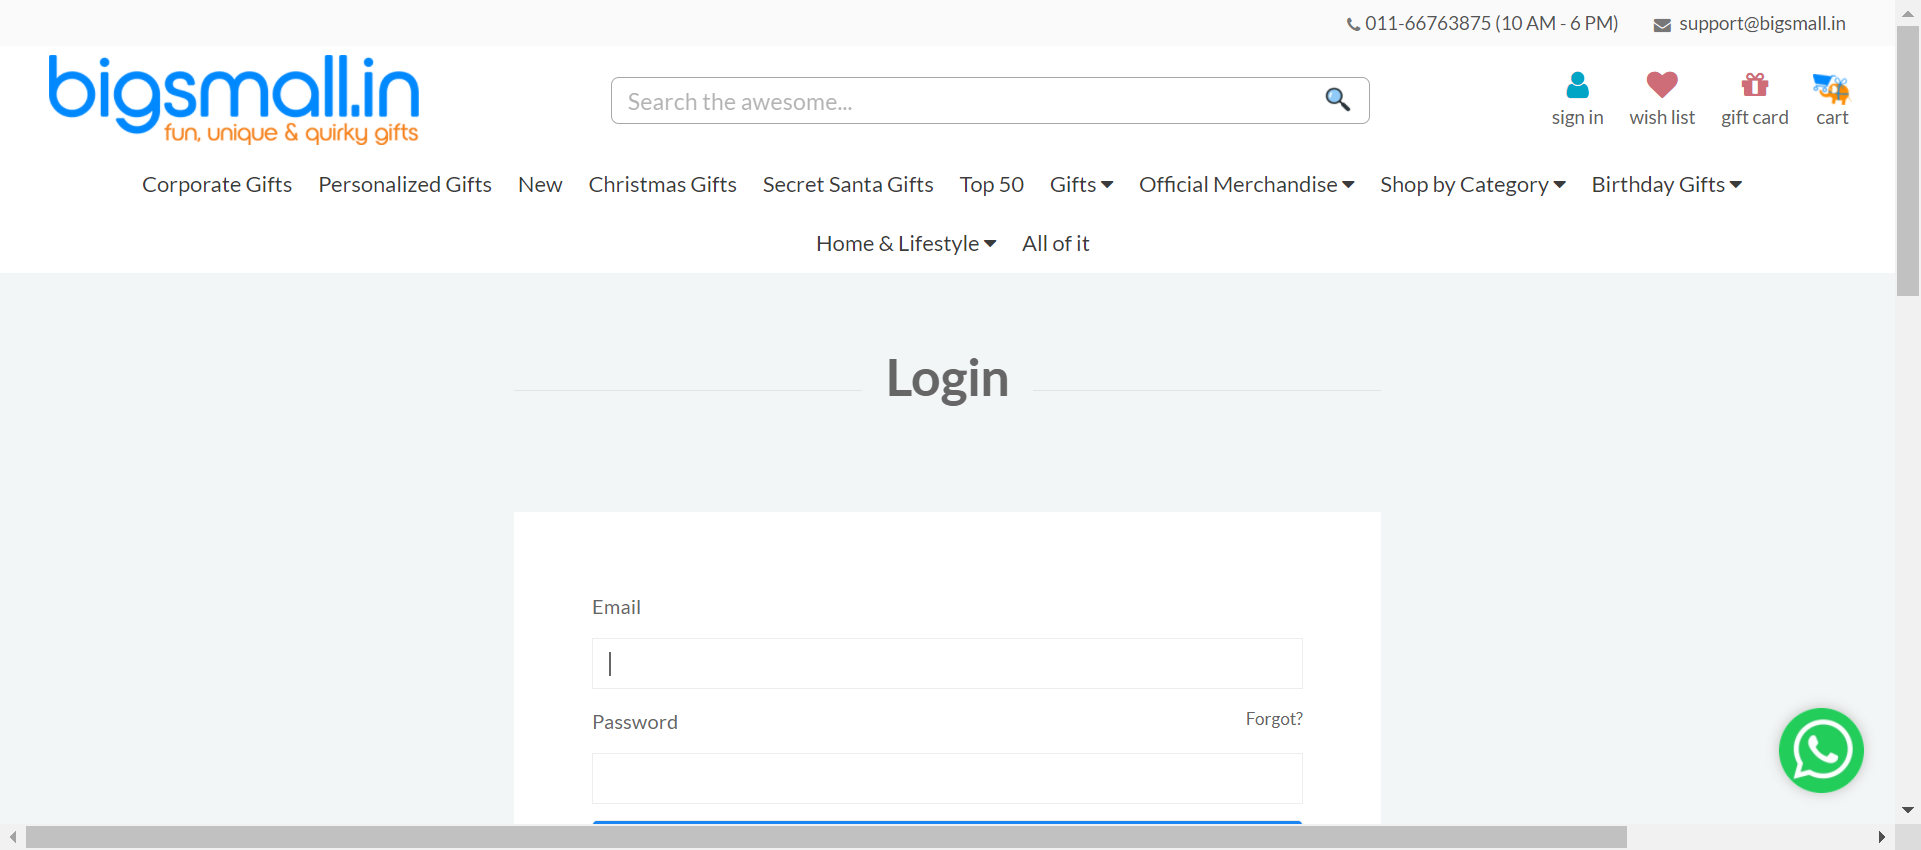 011-66763875 (10 AM - 6 PM) support@bigsmall.in
bigsmall.in
fun, unique & quirky gifts
Search the awesome...
sign in wish list gift card cart
Corporate Gifts Personalized Gifts New Christmas Gifts Secret Santa Gifts Top 50 Gifts Official Merchandise Shop by Category Birthday Gifts
Home & Lifestyle All of it
Login
Email
Password Forgot?